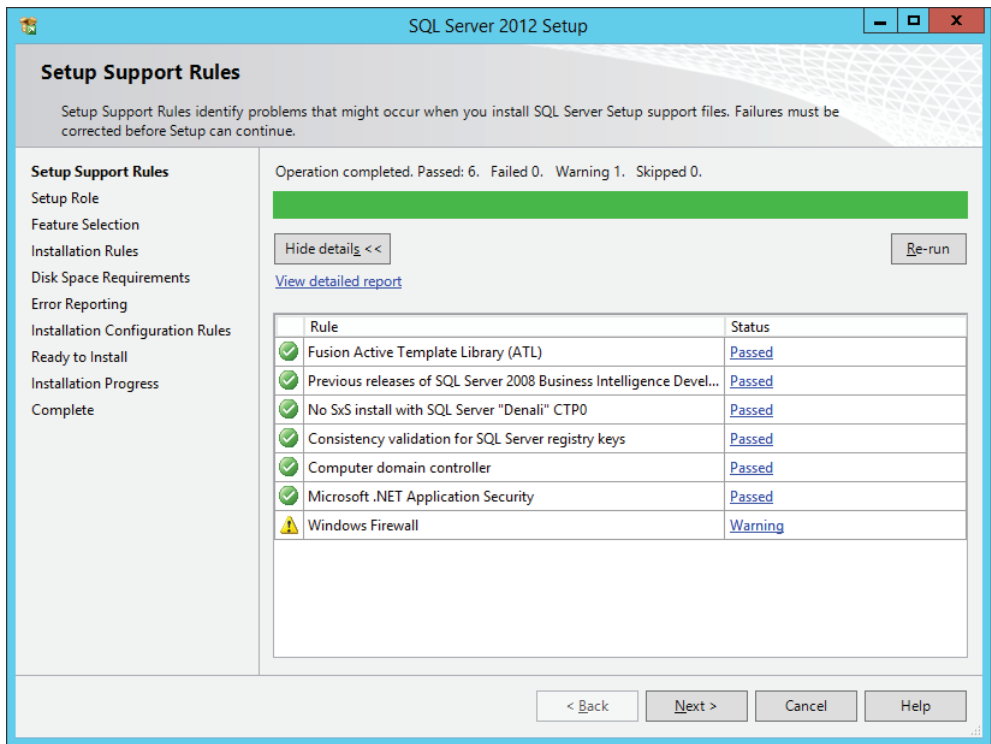 SQL Server 2012 Setup
Setup Support Rules
Setup Support Rules identify problems that might occur when you install SQL Server Setup support files. Failures must be
corrected before Setup can continue.
Setup Support Rules
Setup Role
Feature Selection
Installation Rules
Disk Space Requirements
Error Reporting
Installation Configuration Rules
Ready to Install
Installation Progress
Complete
Operation completed. Passed: 6. Failed 0. Warning 1. Skipped 0.
Hide details <<
Re-run
View detailed report
Rule Status
Fusion Active Template Library (ATL) Passed
Previous releases of SQL Server 2008 Business Intelligence Devel... Passed
No SxS install with SQL Server "Denali" CTP0 Passed
Consistency validation for SQL Server registry keys Passed
Computer domain controller Passed
Microsoft .NET Application Security Passed
Windows Firewall Warning
< Back Next > Cancel Help